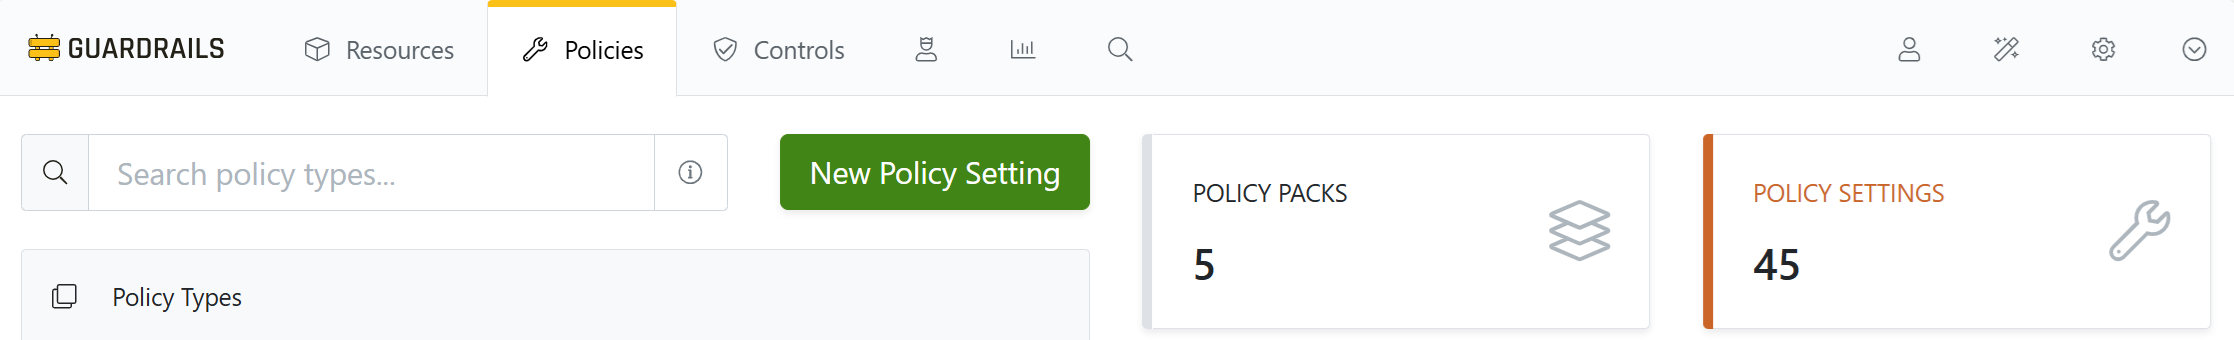 GUARDRAILS
Resources
Policies
Controls
Search policy types...
New Policy Setting
POLICY PACKS
5
POLICY SETTINGS
45
Policy Types